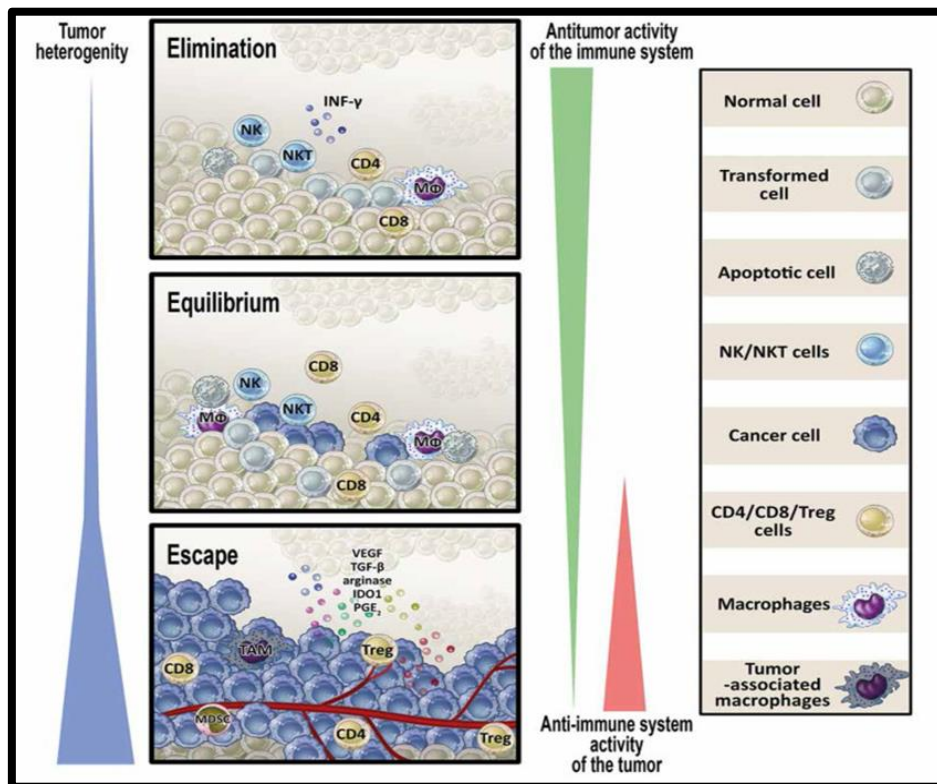 Tumor
heterogenity
Antitumor activity
of the immune system
Elimination
INF-γ
NK
NKT
CD4
MΦ
CD8
Equilibrium
CD8
NK
NKT
MΦ
CD4
MΦ
CD8
Escape
VEGF
TGF-β
arginase
IDO1
PGE₂
TAM
Treg
CD8
MDSC
CD4
Treg
Anti-immune system
activity
of the tumor
Normal cell
Transformed
cell
Apoptotic cell
NK/NKT cells
Cancer cell
CD4/CD8/Treg
cells
Macrophages
Tumor
-associated
macrophages